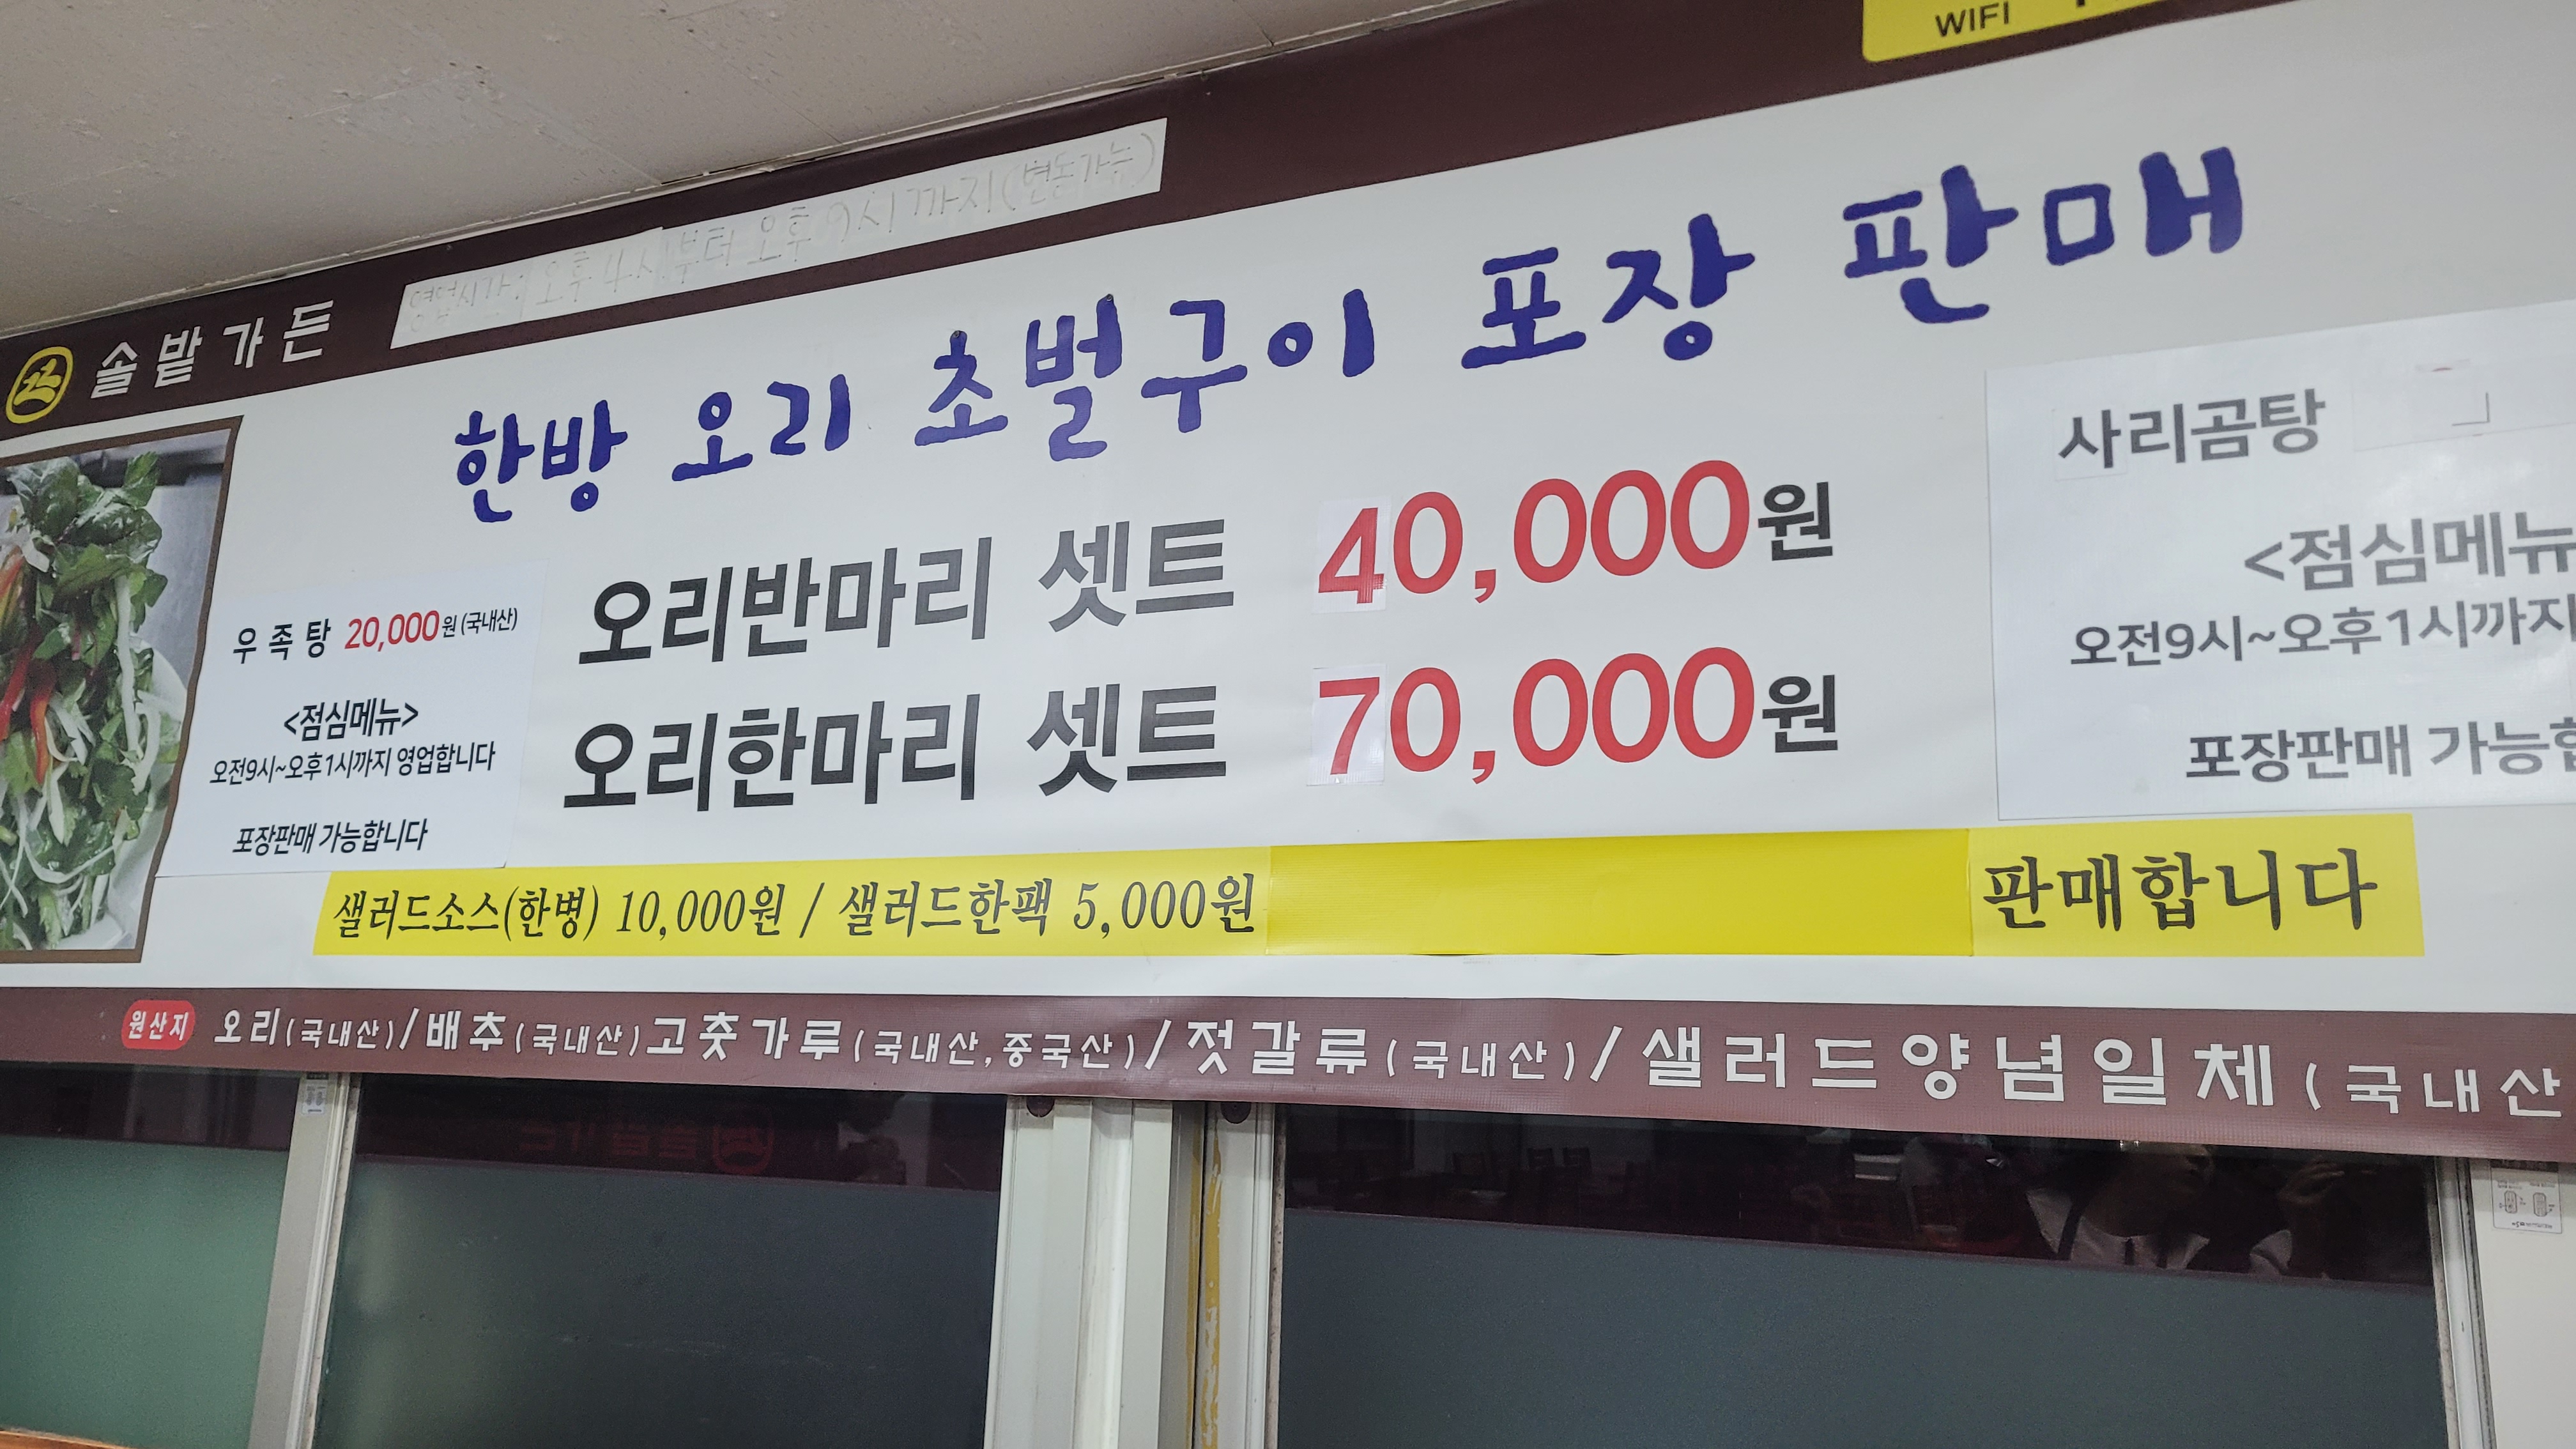 WIFI
솔밭가든
영업시간: 오후 4시부터 오후 9시까지(변동가능)
한방 오리 초벌구이 포장 판매
오리반마리 셋트 40,000원
오리한마리 셋트 70,000원
우족탕 20,000원(국내산)
<점심메뉴>
오전9시~오후1시까지 영업합니다
포장판매 가능합니다
사리곰탕
<점심메뉴
오전9시~오후1시까지
포장판매 가능합
샐러드소스(한병) 10,000원 / 샐러드한팩 5,000원 판매합니다
원산지 오리(국내산)/배추(국내산)고춧가루(국내산,중국산)/젓갈류(국내산)/샐러드양념일체(국내산